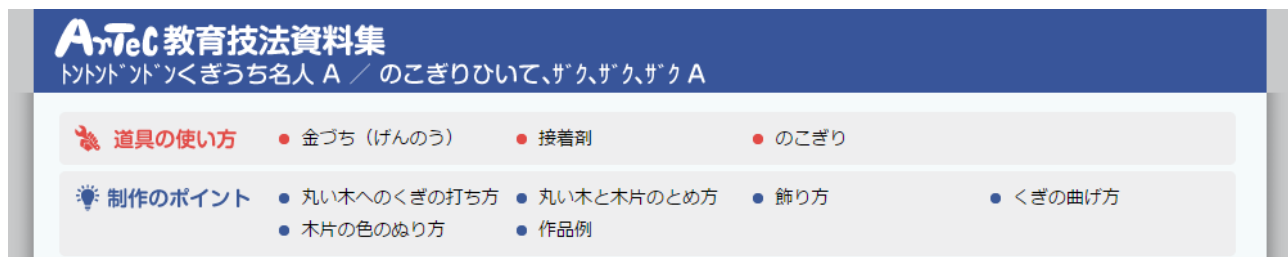 ArTeC 教育技法資料集
ﾄﾝﾄﾝﾄﾞﾝﾄﾞﾝくぎうち名人 A ／ のこぎりひいて、ｻﾞｸ、ｻﾞｸ、ｻﾞｸ A
道具の使い方 ● 金づち（げんのう） ● 接着剤 ● のこぎり
制作のポイント ● 丸い木へのくぎの打ち方 ● 丸い木と木片のとめ方 ● 飾り方 ● くぎの曲げ方
● 木片の色のぬり方 ● 作品例